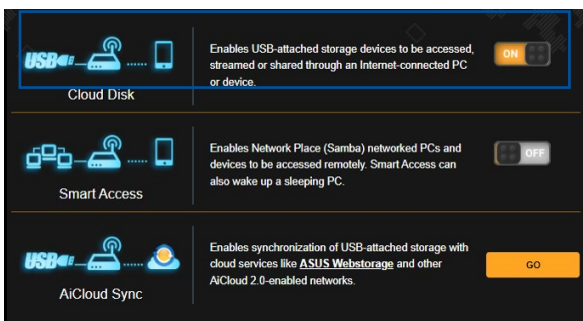 Enables USB-attached storage devices to be accessed,
USB
streamed or shared through an Internet-connected PC
ON
or device.
Cloud Disk
Enables Network Place (Samba) networked PCs and
devices to be accessed remotely. Smart Access can
OFF
also wake up a sleeping PC.
Smart Access
Enables synchronization of USB-attached storage with
USB
cloud services like ASUS Webstorage and other
GO
AiCloud 2.0-enabled networks.
AiCloud Sync